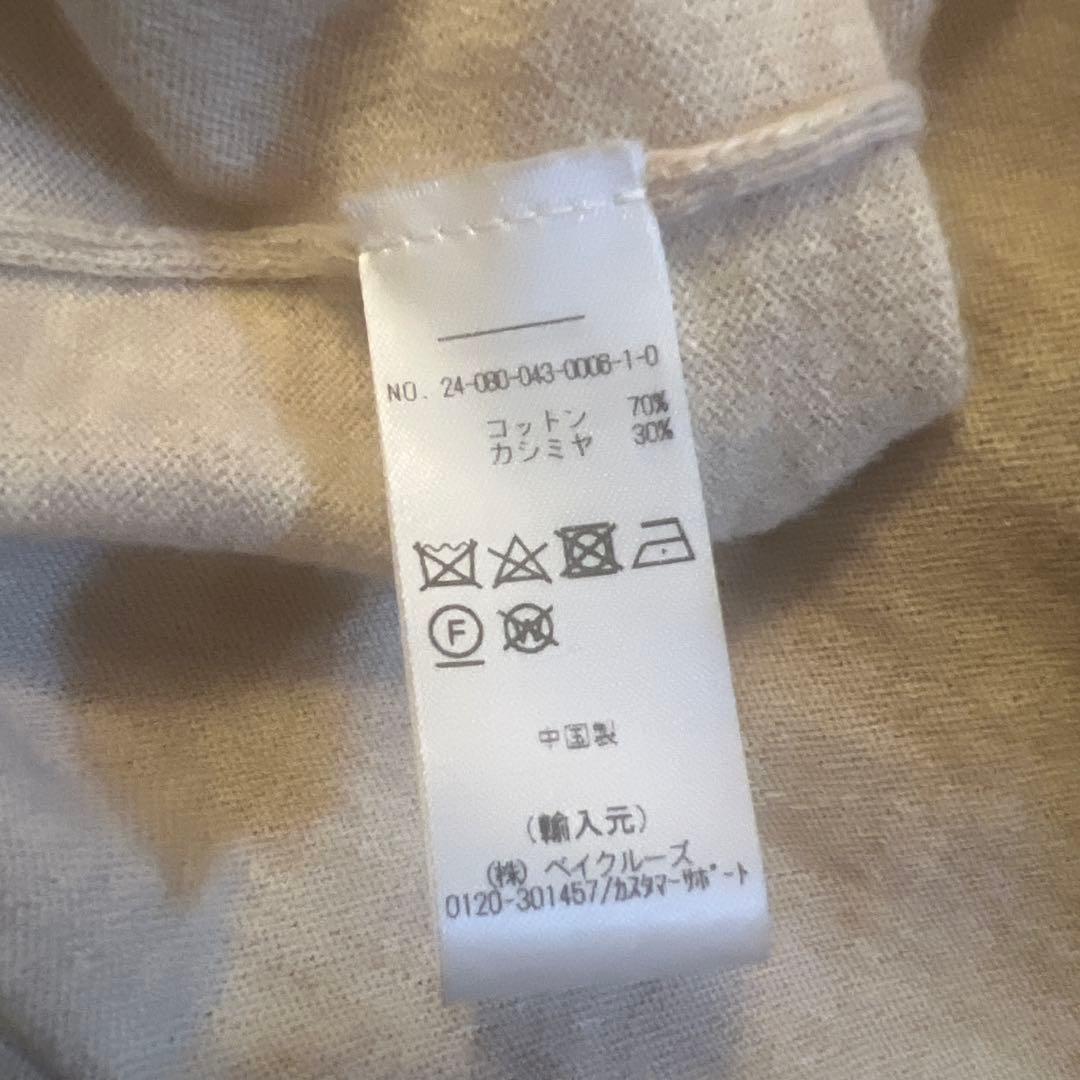 NO. 24-080-043-0006-1-0
コットン 70%
カシミヤ 30%
F W
中国製
(輸入元)
(株) ベイクルーズ
0120-301457/カスタマーサポート